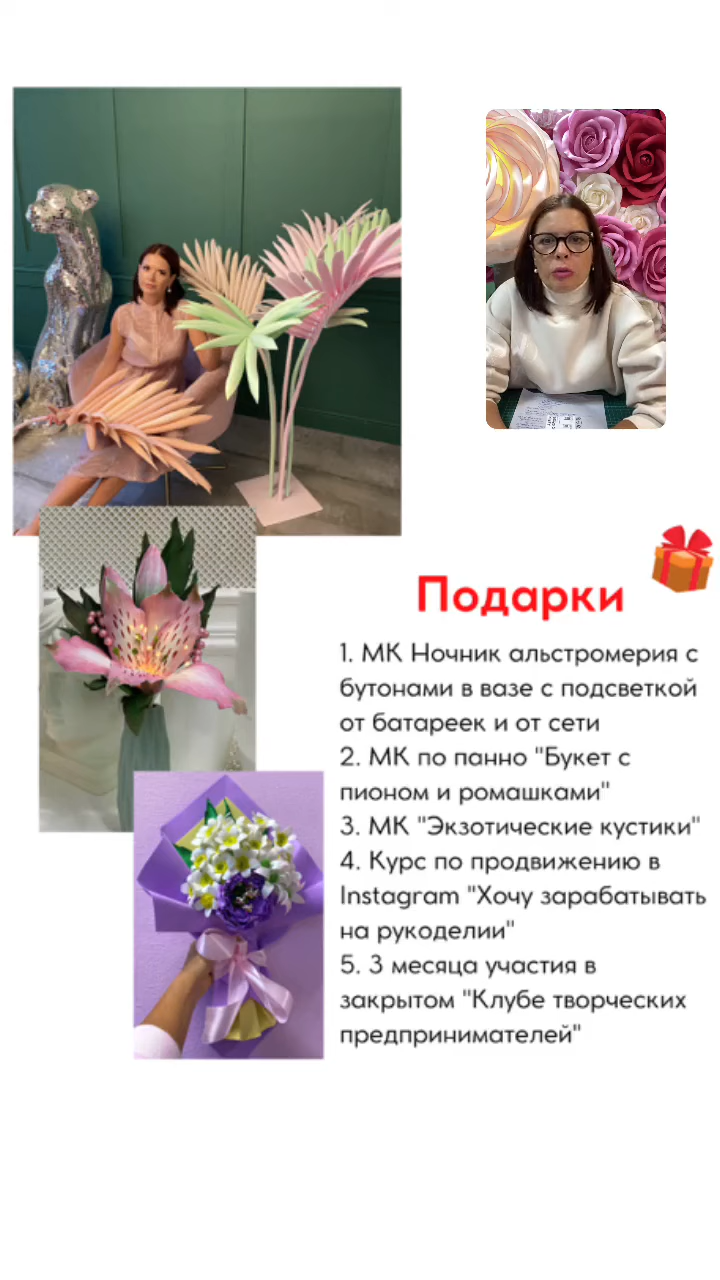 Подарки
1. МК Ночник альстромерия с
бутонами в вазе с подсветкой
от батареек и от сети
2. МК по панно "Букет с
пионом и ромашками"
3. МК "Экзотические кустики"
4. Курс по продвижению в
Instagram "Хочу зарабатывать
на рукоделии"
5. 3 месяца участия в
закрытом "Клубе творческих
предпринимателей"